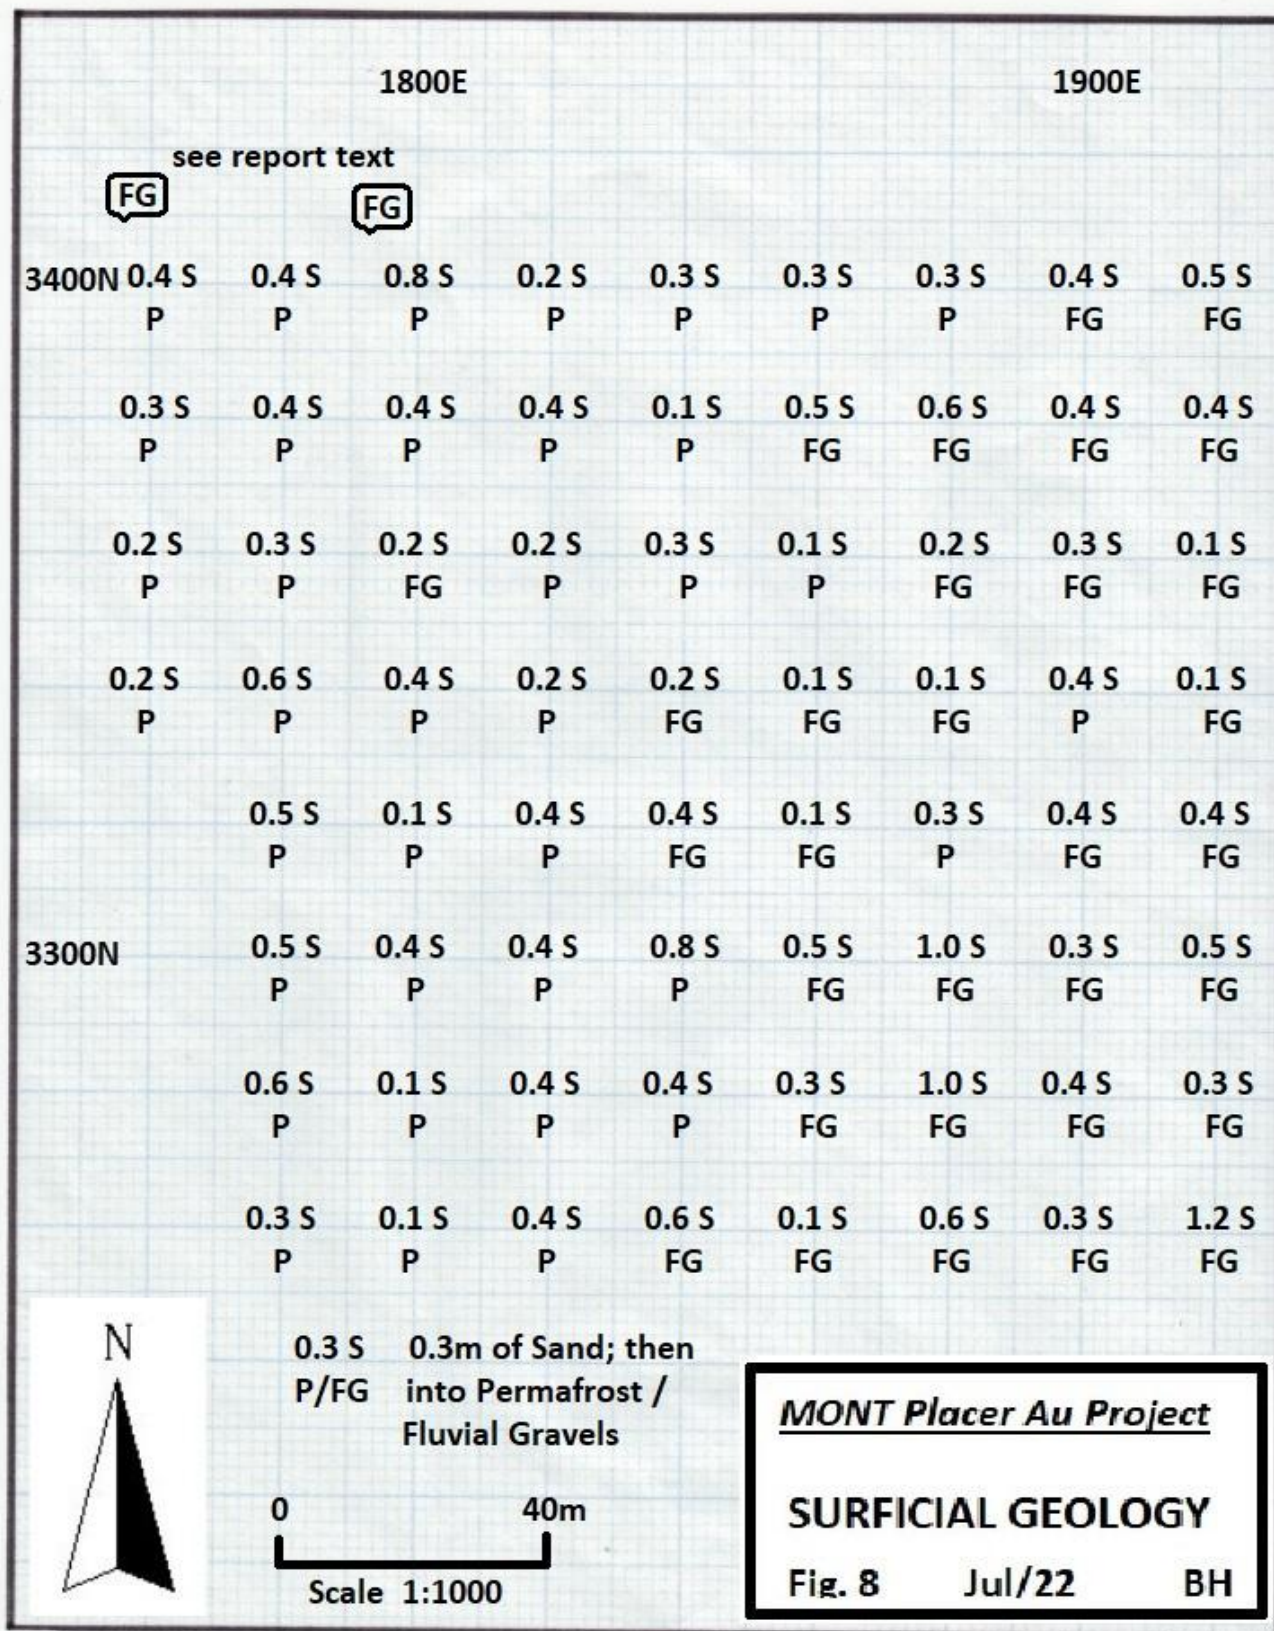 1800E 1900E
see report text
FG FG
3400N 0.4 S 0.4 S 0.8 S 0.2 S 0.3 S 0.3 S 0.3 S 0.4 S 0.5 S
P P P P P P P FG FG
0.3 S 0.4 S 0.4 S 0.4 S 0.1 S 0.5 S 0.6 S 0.4 S 0.4 S
P P P P P FG FG FG FG
0.2 S 0.3 S 0.2 S 0.2 S 0.3 S 0.1 S 0.2 S 0.3 S 0.1 S
P P FG P P P FG FG FG
0.2 S 0.6 S 0.4 S 0.2 S 0.2 S 0.1 S 0.1 S 0.4 S 0.1 S
P P P P FG FG FG P FG
0.5 S 0.1 S 0.4 S 0.4 S 0.1 S 0.3 S 0.4 S 0.4 S
P P P FG FG P FG FG
3300N 0.5 S 0.4 S 0.4 S 0.8 S 0.5 S 1.0 S 0.3 S 0.5 S
P P P P FG FG FG FG
0.6 S 0.1 S 0.4 S 0.4 S 0.3 S 1.0 S 0.4 S 0.3 S
P P P P FG FG FG FG
0.3 S 0.1 S 0.4 S 0.6 S 0.1 S 0.6 S 0.3 S 1.2 S
P P P FG FG FG FG FG
N
0.3 S 0.3m of Sand; then
P/FG into Permafrost /
Fluvial Gravels
0 40m
Scale 1:1000
MONT Placer Au Project
SURFICIAL GEOLOGY
Fig. 8 Jul/22 BH